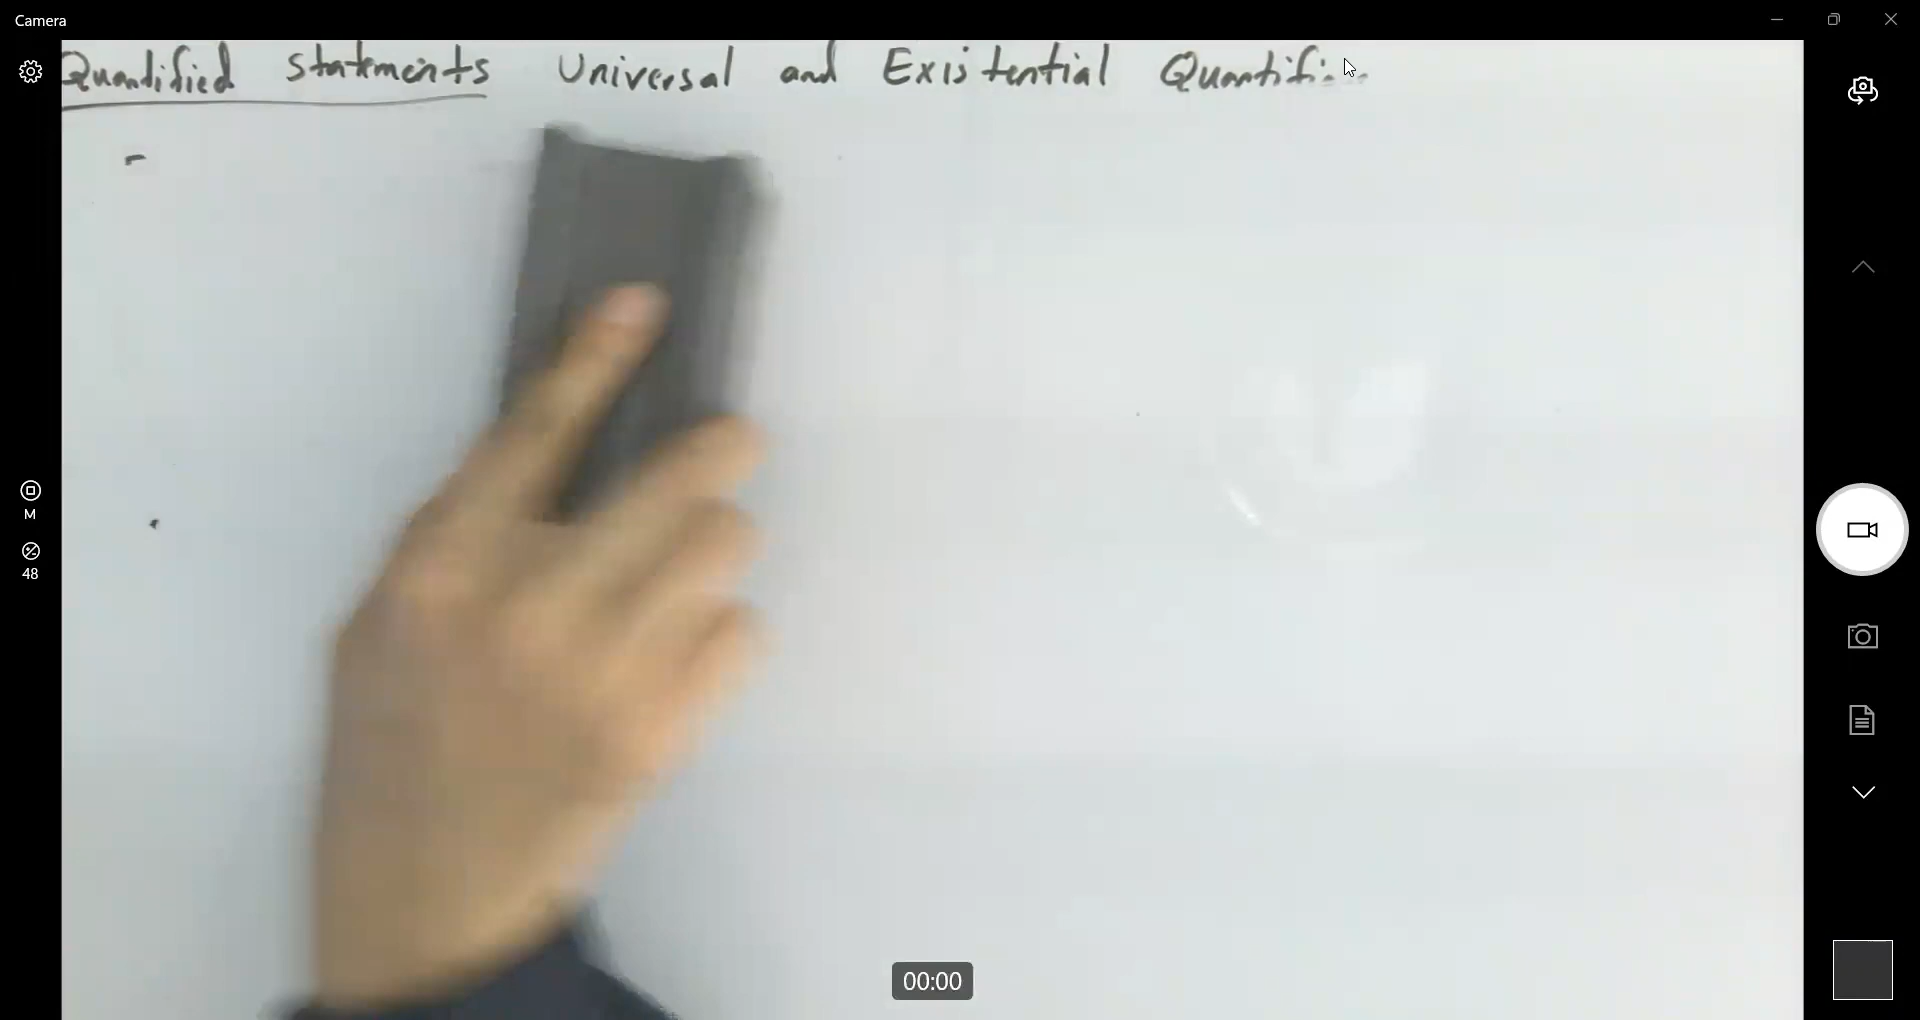 Camera
Quantified statements Universal and Existential
M
48
00:00